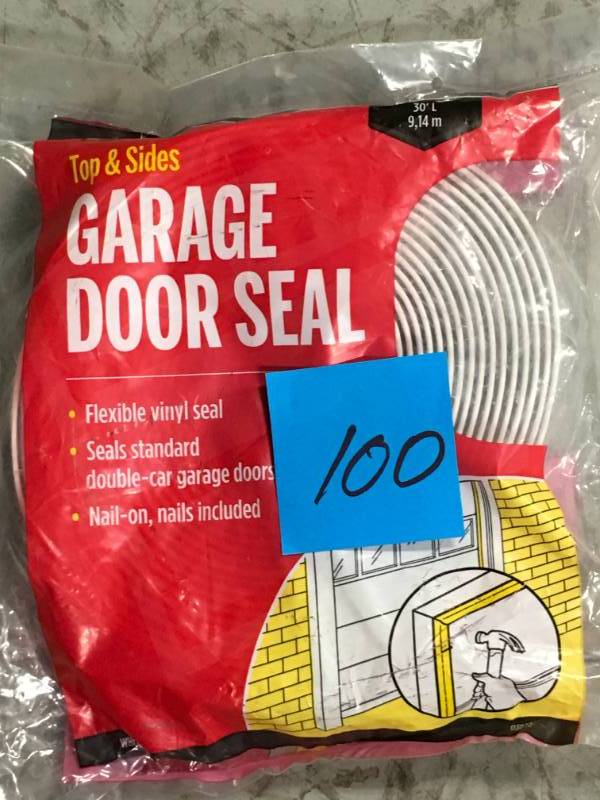 30' L
9,14 m
Top & Sides
GARAGE
DOOR SEAL
• Flexible vinyl seal
• Seals standard
double-car garage doors
• Nail-on, nails included
100